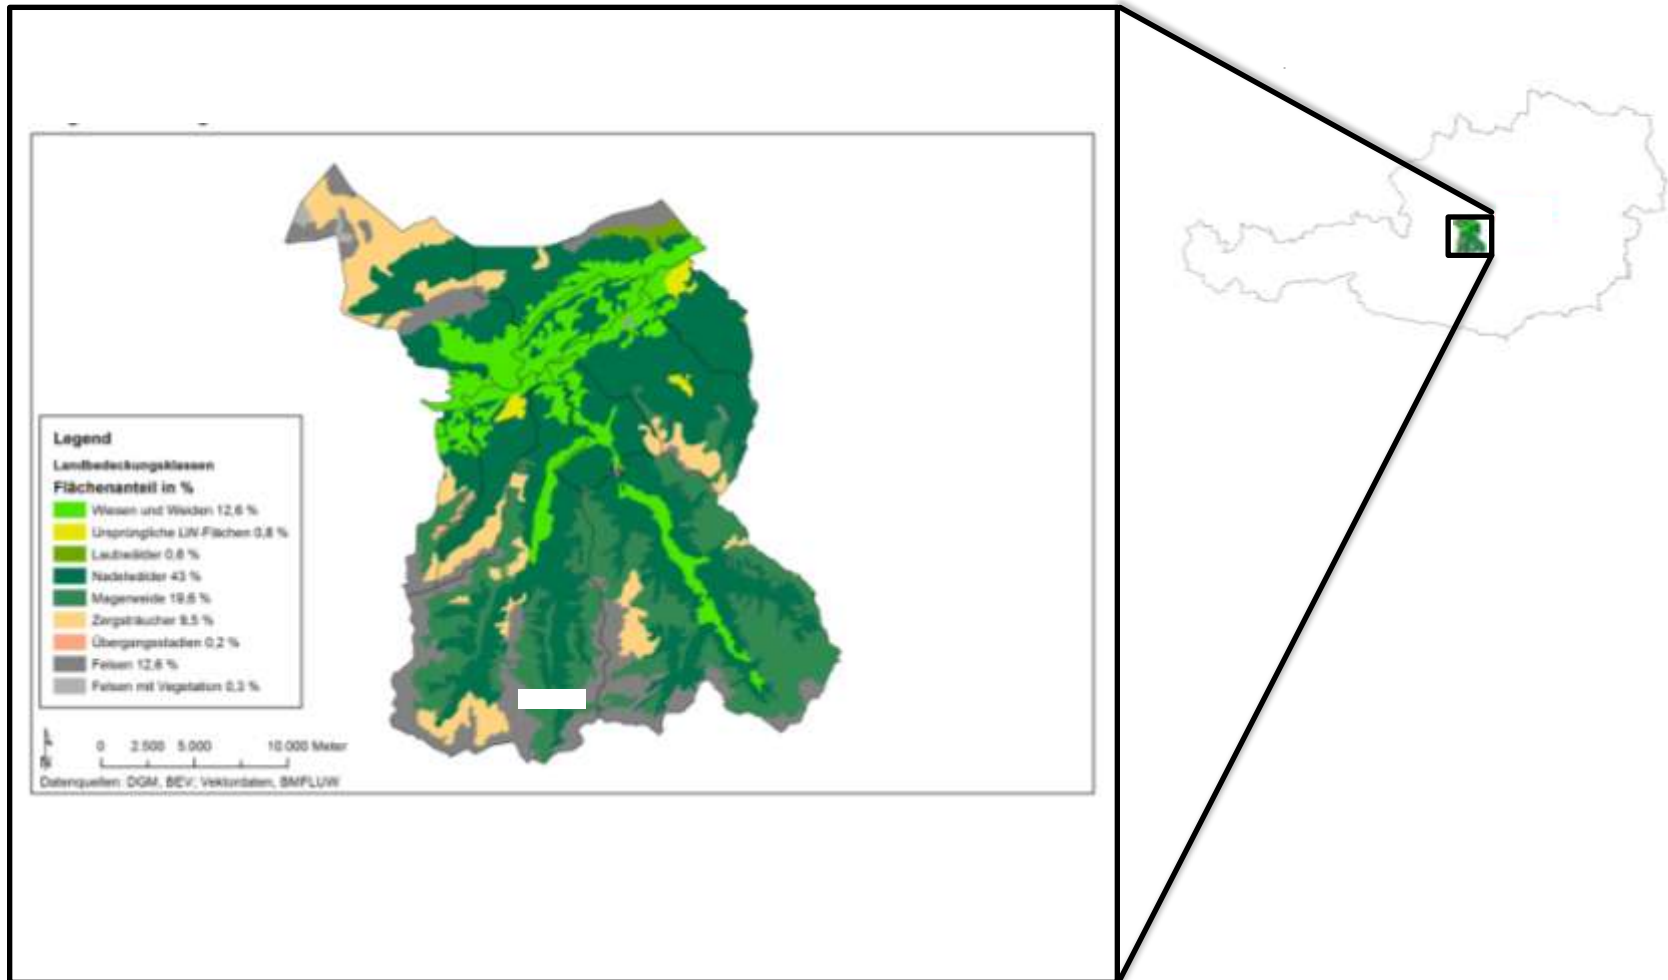 Legend
Landbedeckungsklassen
Flächenanteil in %
Wiesen und Weiden 12,6 %
Ursprüngliche LW-Flächen 0,8 %
Laubwälder 0,8 %
Nadelwälder 43 %
Magerweide 19,6 %
Zergsträucher 9,5 %
Übergangsstadien 0,2 %
Felsen 12,6 %
Felsen mit Vegetation 0,3 %
0 2.500 5.000 10.000 Meter
Datenquellen: DGM, BEV; Vektordaten, BMFLUW